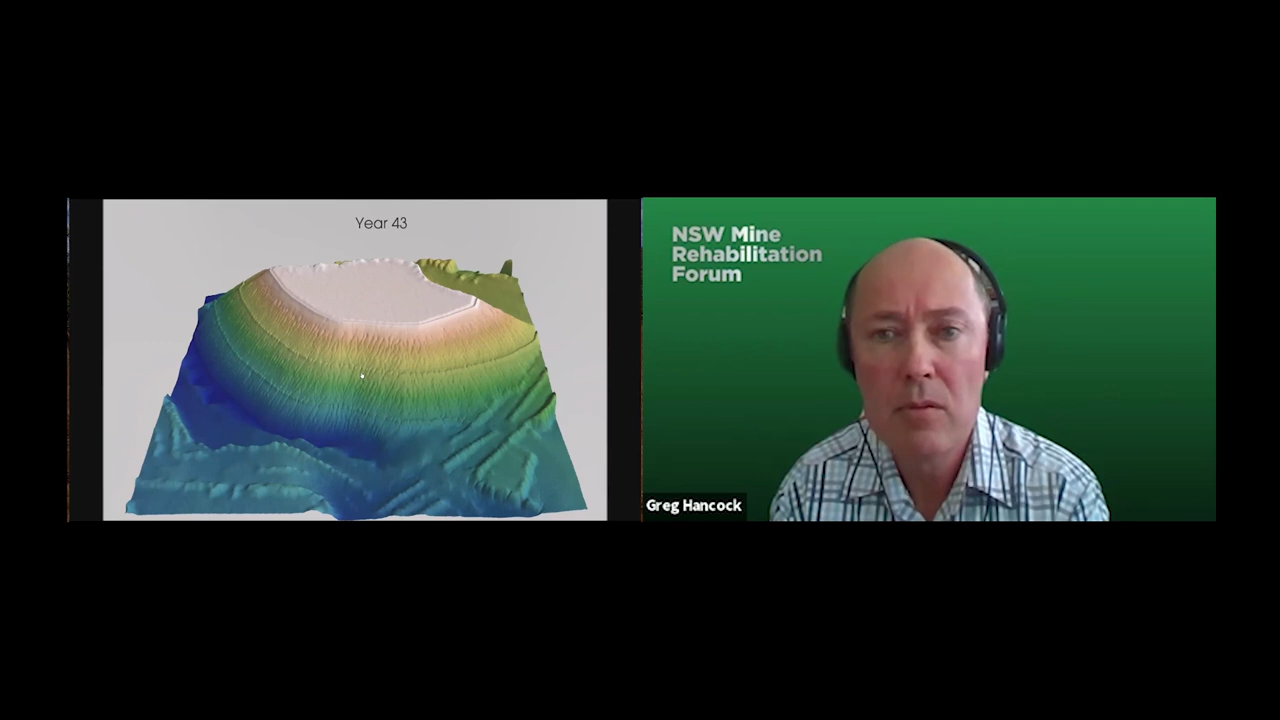 Year 43
NSW Mine
Rehabilitation
Forum
Greg Hancock